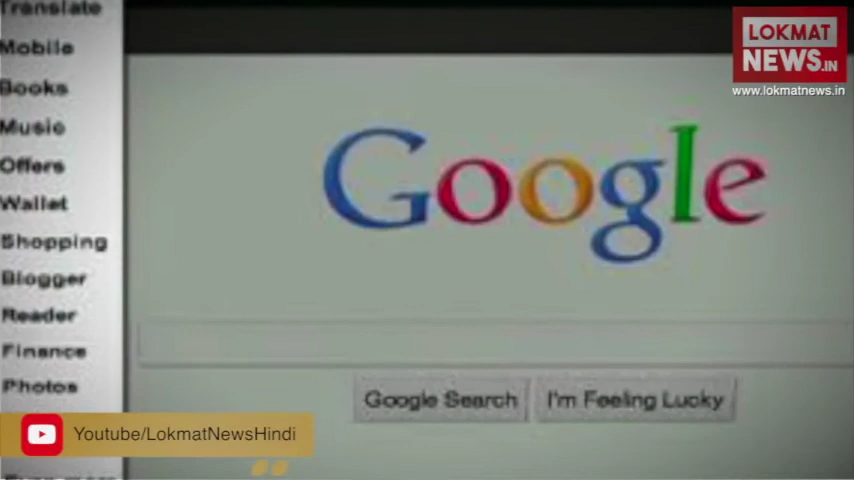 Translate
Mobile
Books
Music
Offers
Wallet
Shopping
Blogger
Reader
Finance
Photos
Google
Google Search
I'm Feeling Lucky
LOKMAT
NEWS.IN
www.lokmatnews.in
Youtube/LokmatNewsHindi